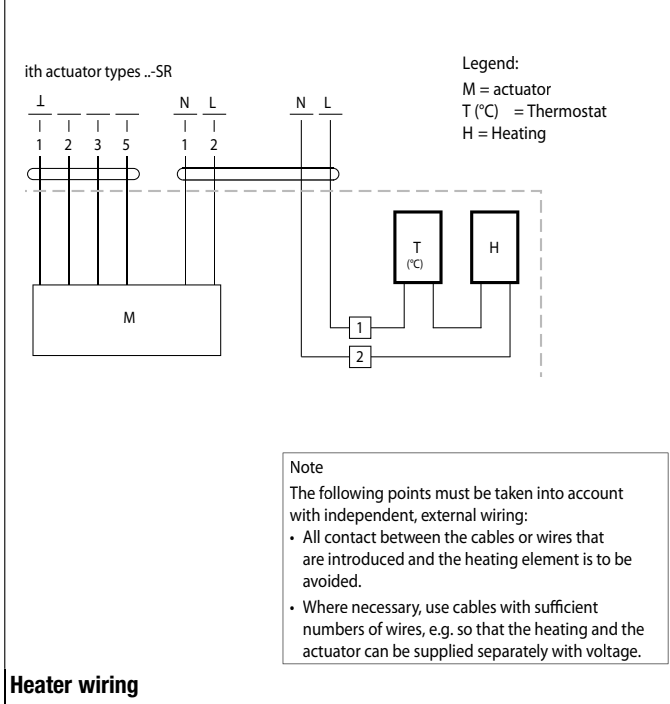 ith actuator types ..-SR
Legend:
M = actuator
T (°C) = Thermostat
H = Heating
⊥ N L N L
1 2 3 5 1 2
T
(°C)
H
M
1
2
Note
The following points must be taken into account
with independent, external wiring:
• All contact between the cables or wires that
are introduced and the heating element is to be
avoided.
• Where necessary, use cables with sufficient
numbers of wires, e.g. so that the heating and the
actuator can be supplied separately with voltage.
Heater wiring